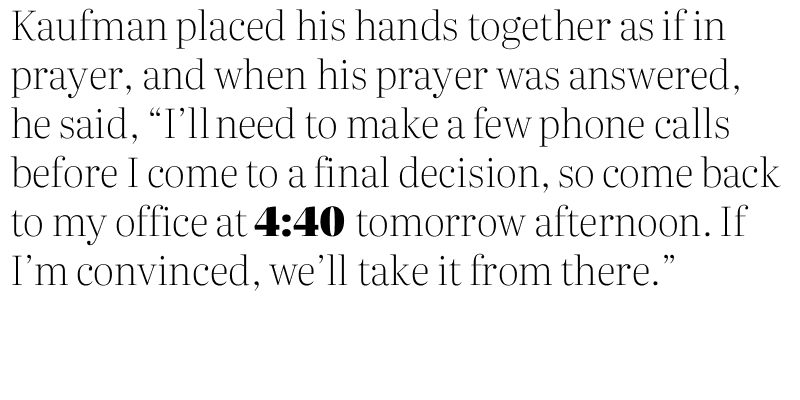 Kaufman placed his hands together as if in
prayer, and when his prayer was answered,
he said, “I’ll need to make a few phone calls
before I come to a final decision, so come back
to my office at 4:40 tomorrow afternoon. If
I’m convinced, we’ll take it from there.”